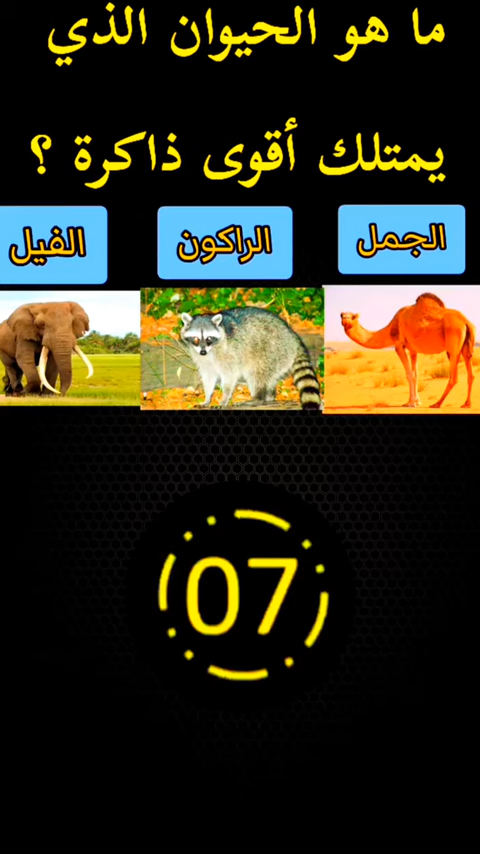 ما هو الحيوان الذي
يمتلك أقوى ذاكرة ؟
الجمل
الراكون
الفيل
07